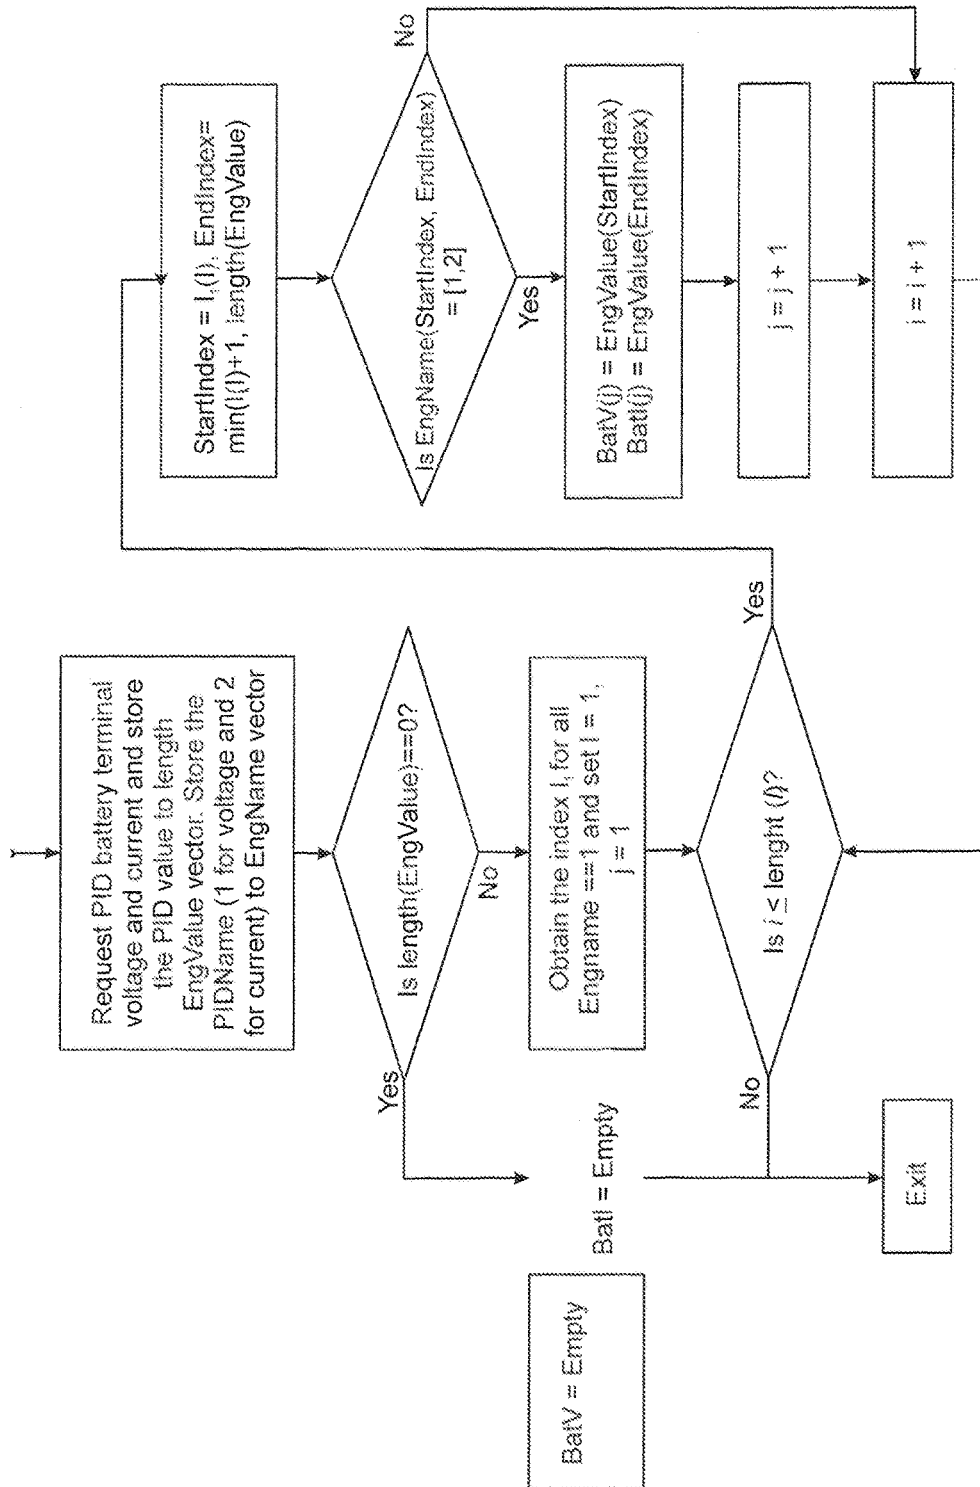 Request PID battery terminal
voltage and current and store
the PID value to length
EngValue vector. Store the
PIDName (1 for voltage and 2
for current) to EngName vector
Is length(EngValue)==0?
Yes
No
BatV = Empty
BatI = Empty
Obtain the index I₁ for all
Engname ==1 and set I = 1,
j = 1
Is i ≤ lenght (I)?
No
Yes
Exit
StartIndex = I₁(I), EndIndex=
min(I(I)+1, length(EngValue)
Is EngName(StartIndex, EndIndex)
= [1,2]
No
Yes
BatV(j) = EngValue(StartIndex)
BatI(j) = EngValue(EndIndex)
j = j + 1
i = i + 1